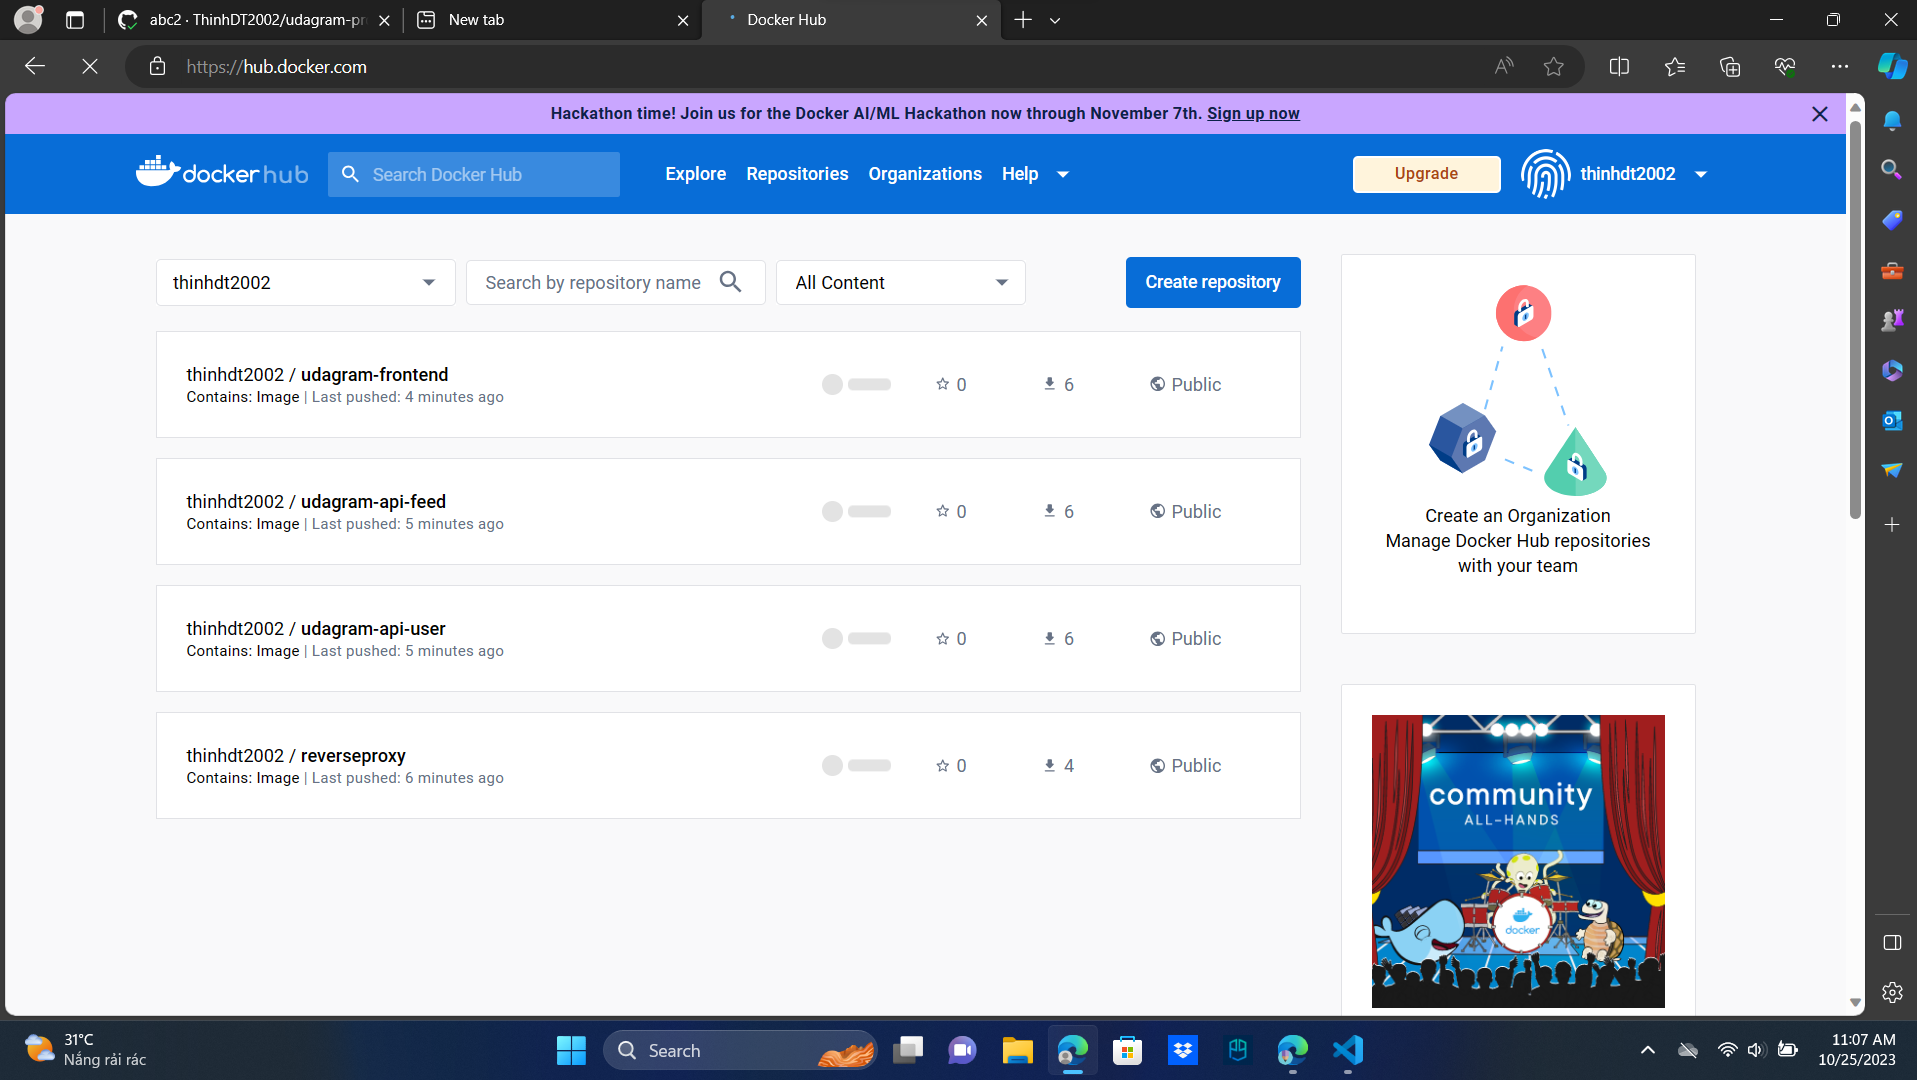 abc2 · ThinhDT2002/udagram-pr
New tab
Docker Hub
https://hub.docker.com
Hackathon time! Join us for the Docker AI/ML Hackathon now through November 7th. Sign up now
docker hub
Search Docker Hub
Explore
Repositories
Organizations
Help
Upgrade
thinhdt2002
thinhdt2002
Search by repository name
All Content
Create repository
thinhdt2002 / udagram-frontend
Contains: Image | Last pushed: 4 minutes ago
0
6
Public
thinhdt2002 / udagram-api-feed
Contains: Image | Last pushed: 5 minutes ago
0
6
Public
thinhdt2002 / udagram-api-user
Contains: Image | Last pushed: 5 minutes ago
0
6
Public
thinhdt2002 / reverseproxy
Contains: Image | Last pushed: 6 minutes ago
0
4
Public
Create an Organization
Manage Docker Hub repositories
with your team
community
ALL-HANDS
docker
31°C
Nắng rải rác
Search
11:07 AM
10/25/2023